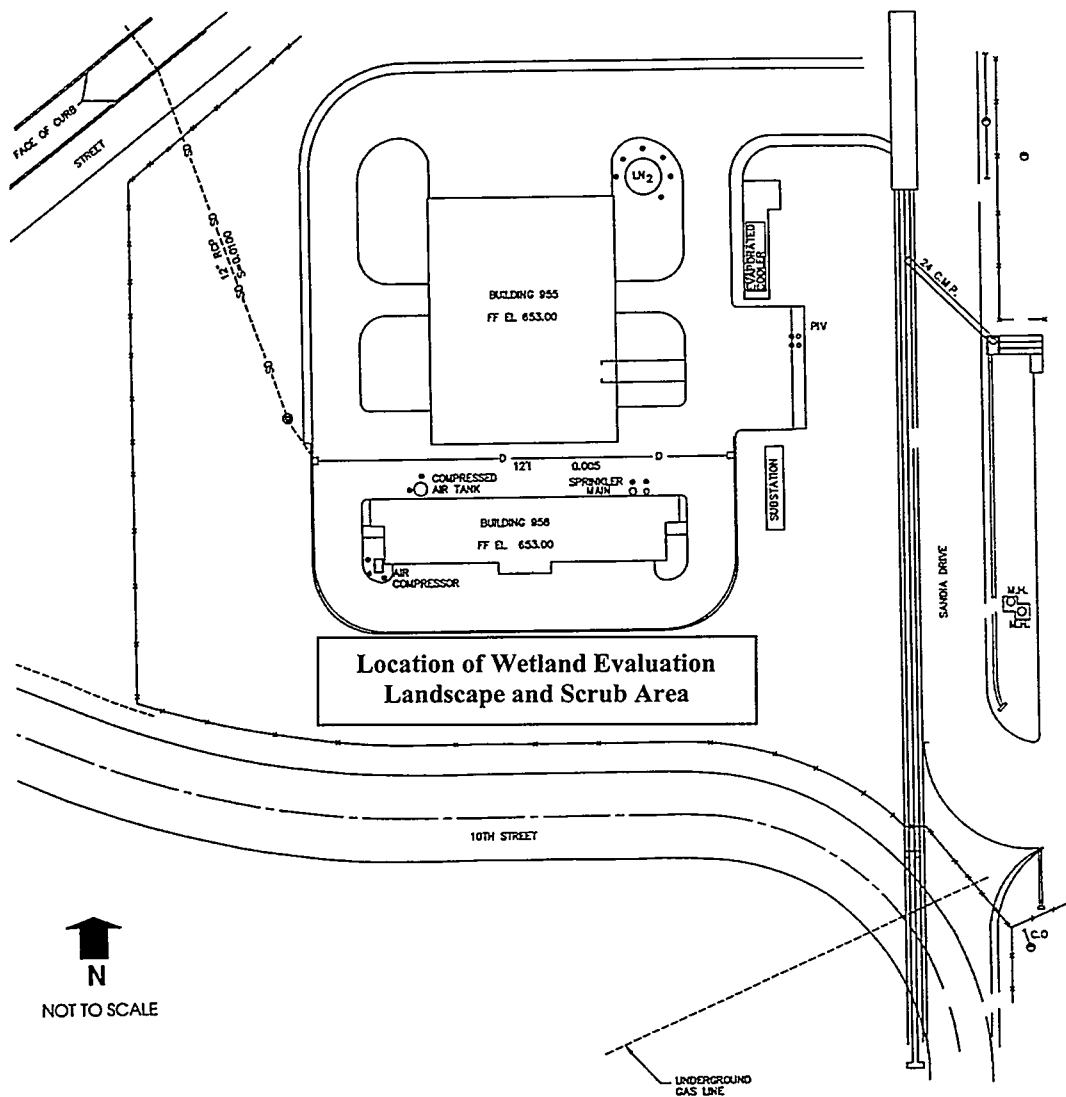 FACE OF CURB
STREET
SD
12" RCP SD
SD S=0.0100
SD
LN2
EVAPORATED
COOLER
24 C.M.P.
PIV
BUILDING 955
FF EL 653.00
D
121
0.005
D
COMPRESSED
AIR TANK
SPRINKLER
MAIN
SUBSTATION
BUILDING 956
FF EL 653.00
AIR
COMPRESSOR
SANDIA DRIVE
Location of Wetland Evaluation
Landscape and Scrub Area
10TH STREET
C.O
N
NOT TO SCALE
UNDERGROUND
GAS LINE